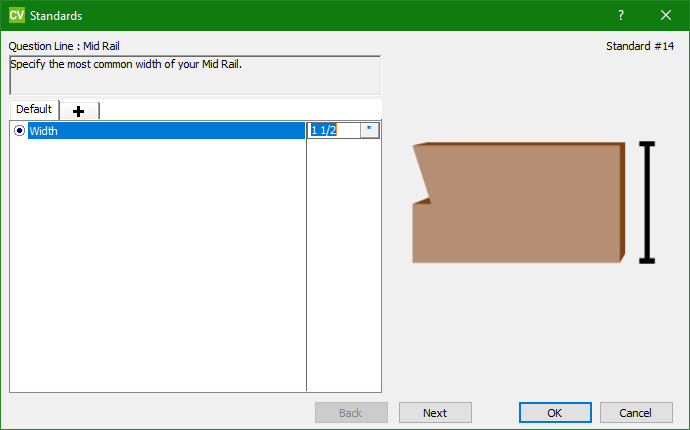 CV Standards
?
Question Line : Mid Rail
Standard #14
Specify the most common width of your Mid Rail.
Default
Width
1 1/2
"
Back
Next
OK
Cancel